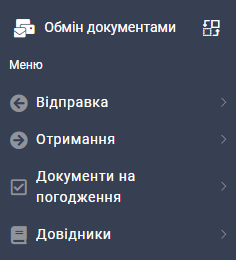 Обмін документами
Меню
Відправка
Отримання
Документи на
погодження
Довідники